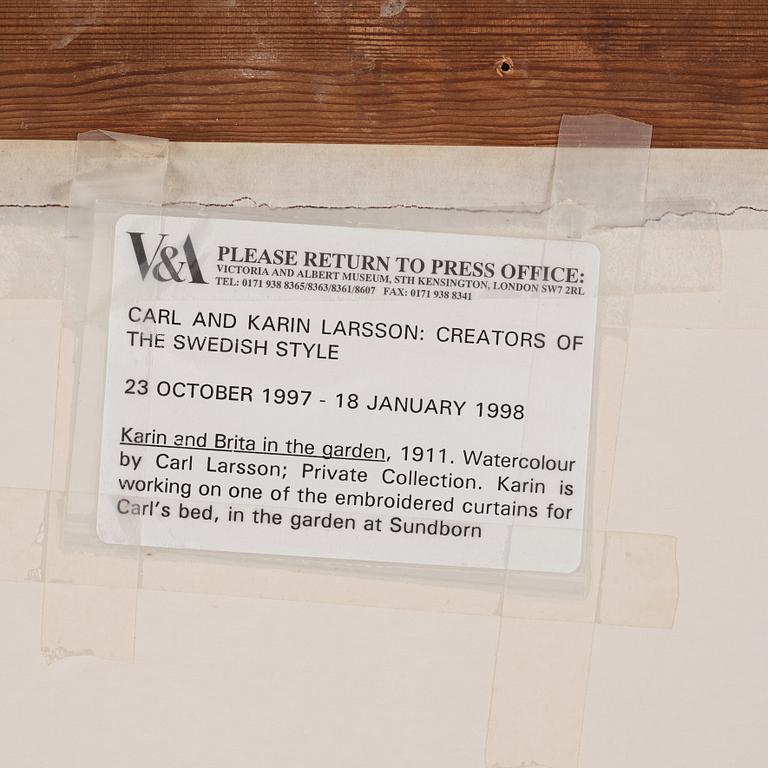 V&A
PLEASE RETURN TO PRESS OFFICE:
VICTORIA AND ALBERT MUSEUM, STH KENSINGTON, LONDON SW7 2RL
TEL: 0171 938 8365/8363/8361/8607 FAX: 0171 938 8341
CARL AND KARIN LARSSON: CREATORS OF
THE SWEDISH STYLE
23 OCTOBER 1997 - 18 JANUARY 1998
Karin and Brita in the garden, 1911. Watercolour
by Carl Larsson; Private Collection. Karin is
working on one of the embroidered curtains for
Carl's bed, in the garden at Sundborn